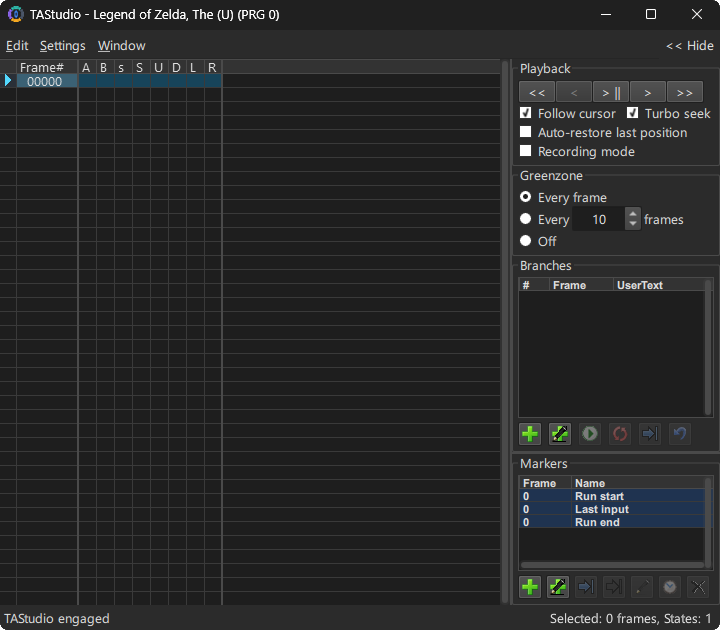 TAStudio - Legend of Zelda, The (U) (PRG 0)
Edit Settings Window << Hide
Frame# A B s S U D L R
00000
Playback
<< < > || > >>
Follow cursor Turbo seek
Auto-restore last position
Recording mode
Greenzone
Every frame
Every 10 frames
Off
Branches
# Frame UserText
Markers
Frame Name
0 Run start
0 Last input
0 Run end
TAStudio engaged Selected: 0 frames, States: 1